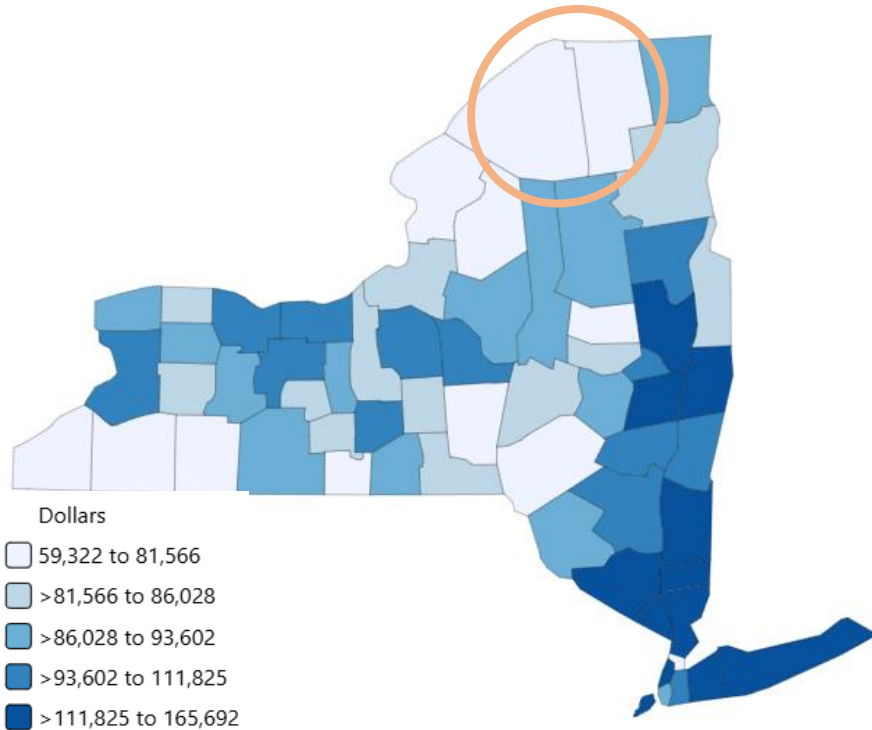 Dollars
59,322 to 81,566
>81,566 to 86,028
>86,028 to 93,602
>93,602 to 111,825
>111,825 to 165,692